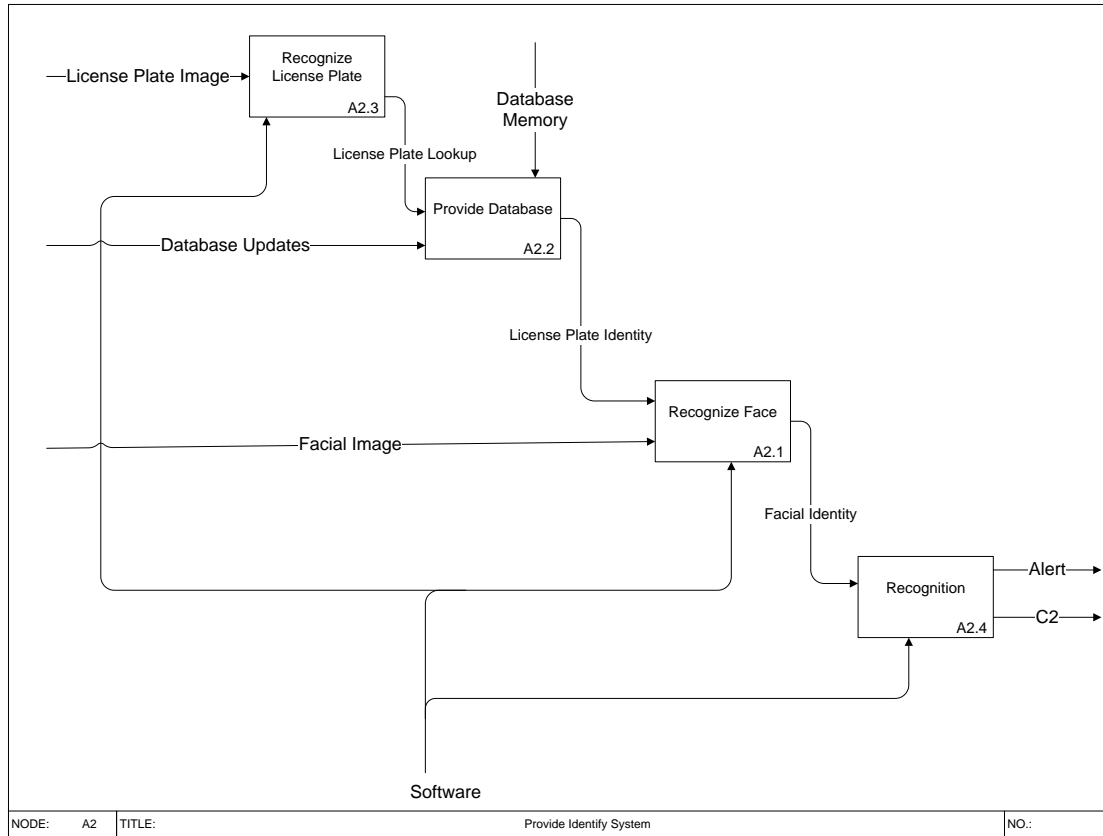 Recognize
License Plate
A2.3
License Plate Image
Database
Memory
License Plate Lookup
Provide Database
A2.2
Database Updates
License Plate Identity
Recognize Face
A2.1
Facial Image
Facial Identity
Recognition
A2.4
Alert
C2
Software
NODE: A2 TITLE: Provide Identify System NO.: